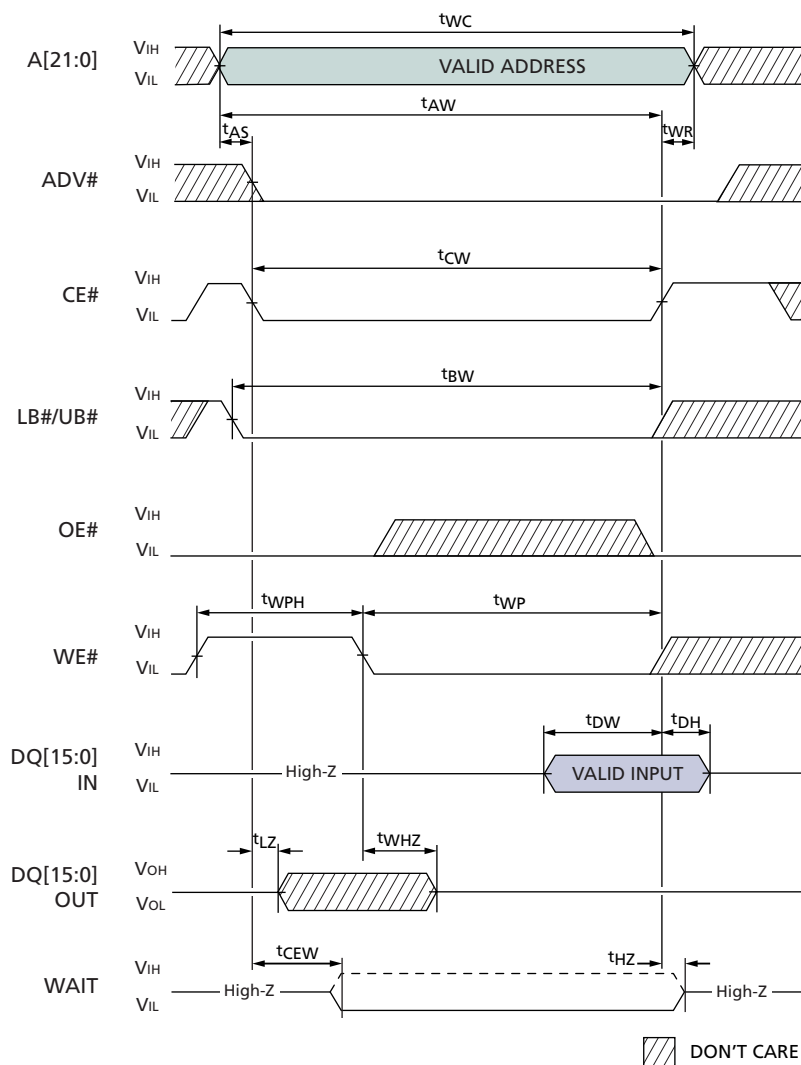 tWC
A[21:0] VIH VIL VALID ADDRESS
tAW
tAS tWR
ADV# VIH VIL
tCW
CE# VIH VIL
tBW
LB#/UB# VIH VIL
OE# VIH VIL
tWPH tWP
WE# VIH VIL
tDW tDH
DQ[15:0] IN VIH VIL High-Z VALID INPUT
tLZ tWHZ
DQ[15:0] OUT VOH VOL
tCEW tHZ
WAIT VIH VIL High-Z High-Z
DON'T CARE